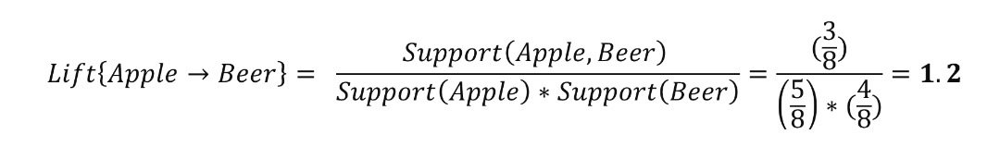 Lift{Apple → Beer} = Support(Apple, Beer) / Support(Apple) * Support(Beer) = (3/8) / (5/8) * (4/8) = 1.2